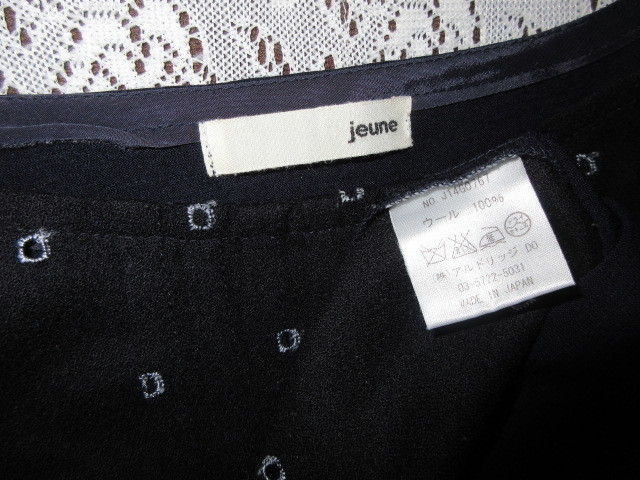 jeune
NO. J1400767
ウール 100%
(株) アルドリッジ DO
03-5722-5031
MADE IN JAPAN